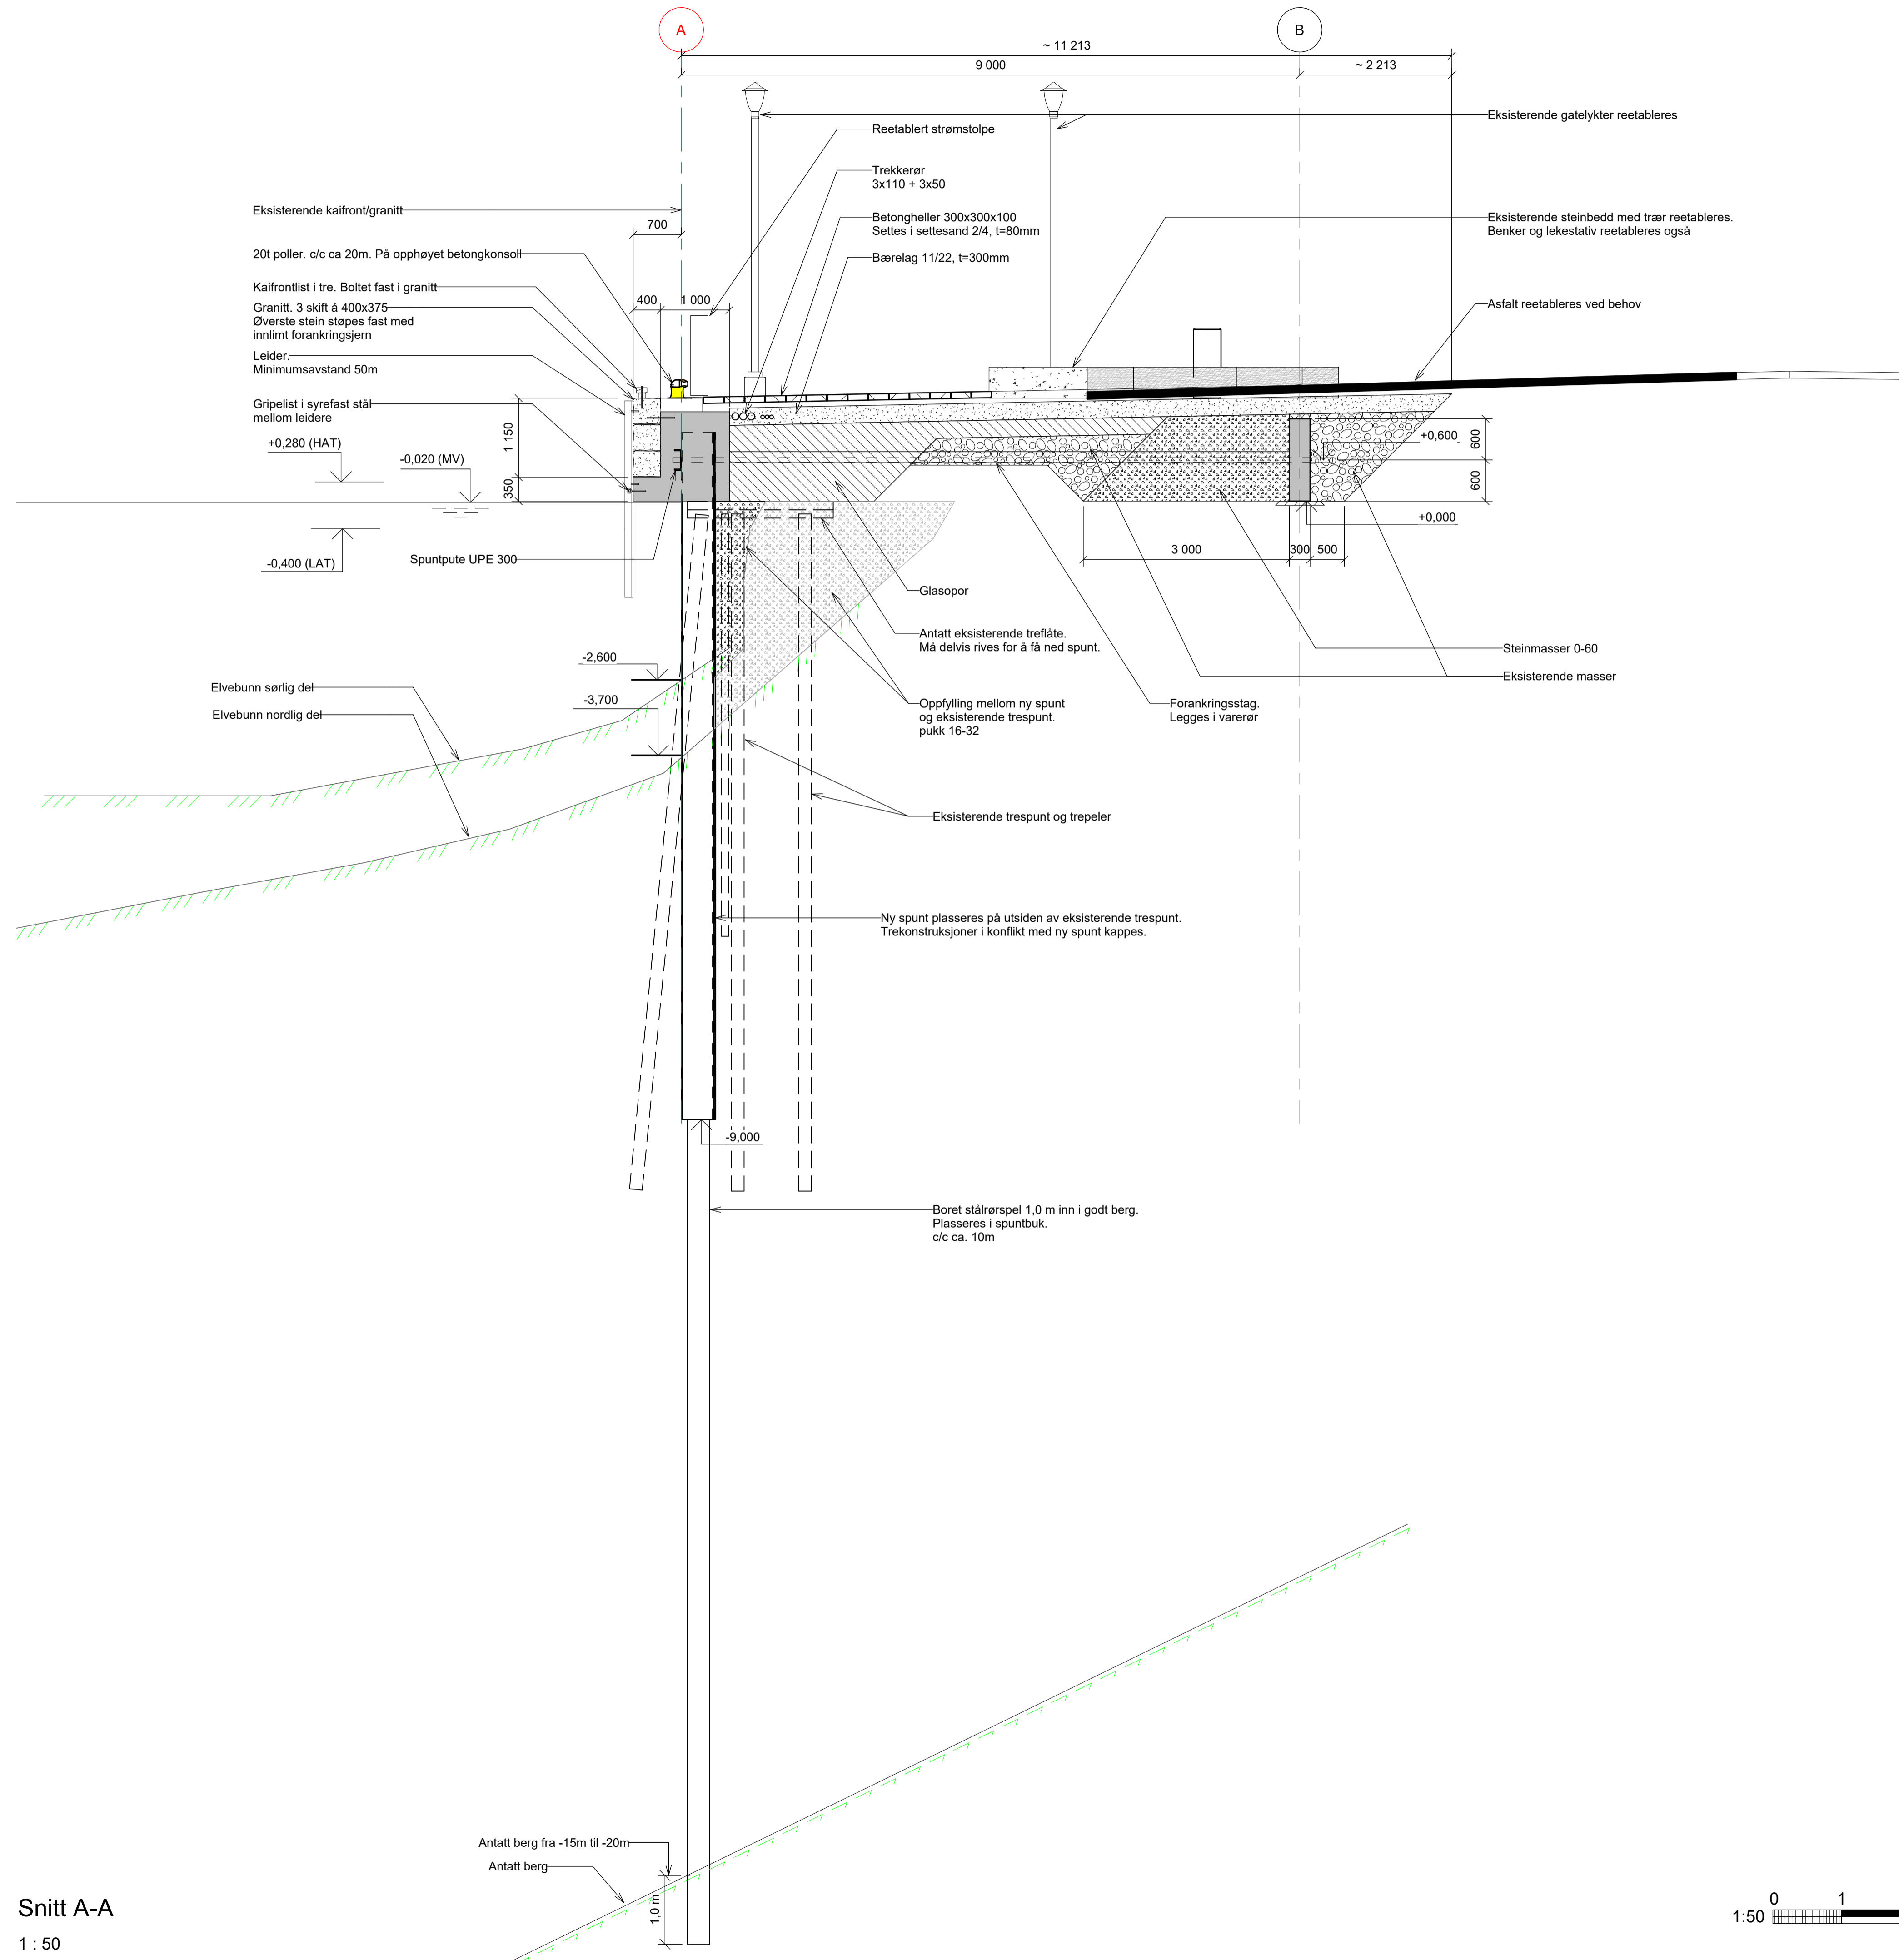 A
B
~ 11 213
9 000
~ 2 213
Eksisterende gatelykter reetableres
Reetablert strømstolpe
Trekkerør
3x110 + 3x50
Eksisterende kaifront/granitt
700
Betongheller 300x300x100
Settes i settesand 2/4, t=80mm
Eksisterende steinbedd med trær reetableres.
Benker og lekestativ reetableres også
20t poller. c/c ca 20m. På opphøyet betongkonsoll
Bærelag 11/22, t=300mm
Kaifrontlist i tre. Boltet fast i granitt
400
1 000
Asfalt reetableres ved behov
Granitt. 3 skift á 400x375
Øverste stein støpes fast med
innlimt forankringsjern
Leider.
Minimumsavstand 50m
Gripelist i syrefast stål
mellom leidere
1 150
350
+0,280 (HAT)
-0,020 (MV)
+0,600
600
600
+0,000
-0,400 (LAT)
Spuntpute UPE 300
3 000
300
500
Glasopor
Antatt eksisterende treflåte.
Må delvis rives for å få ned spunt.
Steinmasser 0-60
-2,600
Eksisterende masser
Elvebunn sørlig del
-3,700
Oppfylling mellom ny spunt
og eksisterende trespunt.
pukk 16-32
Forankringsstag.
Legges i varerør
Elvebunn nordlig del
Eksisterende trespunt og trepeler
Ny spunt plasseres på utsiden av eksisterende trespunt.
Trekonstruksjoner i konflikt med ny spunt kappes.
-9,000
Boret stålrørspel 1,0 m inn i godt berg.
Plasseres i spuntbuk.
c/c ca. 10m
Antatt berg fra -15m til -20m
Antatt berg
1,0 m
Snitt A-A
1 : 50
0
1
1:50